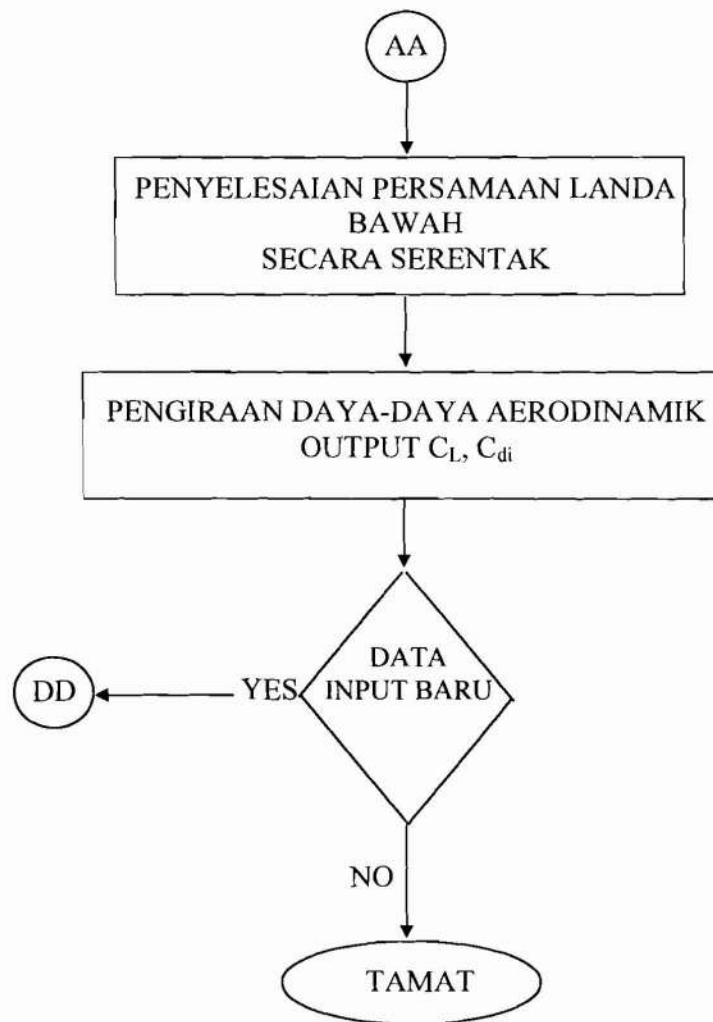 AA
PENYELESAIAN PERSAMAAN LANDA
BAWAH
SECARA SERENTAK
PENGIRAAN DAYA-DAYA AERODINAMIK
OUTPUT C_L, C_di
DATA
INPUT BARU
DD
YES
NO
TAMAT